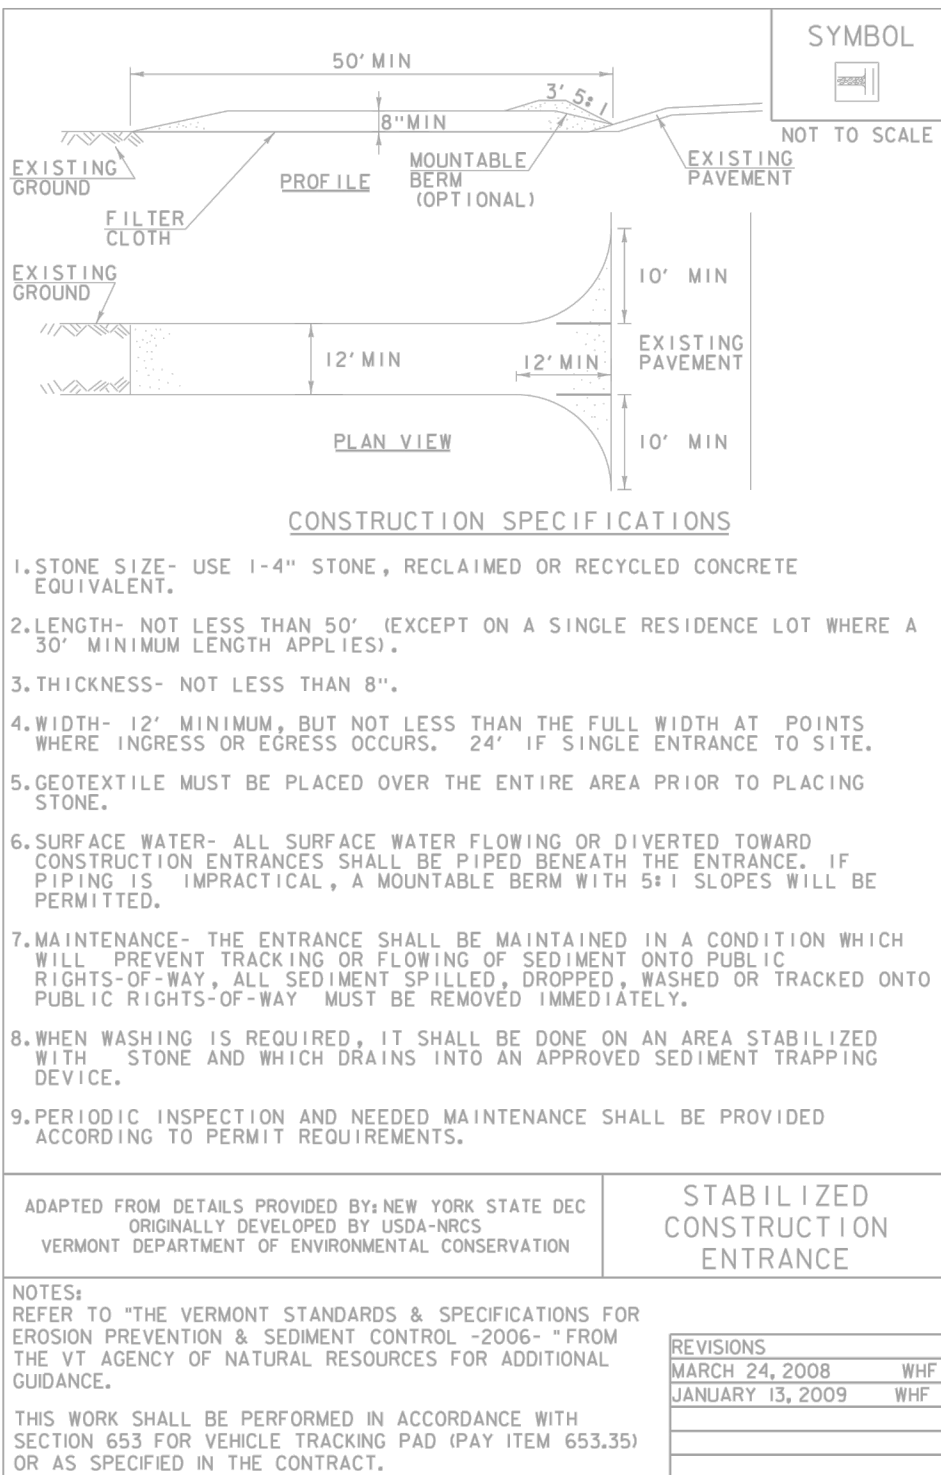 SYMBOL
NOT TO SCALE
50' MIN
3' 5:1
8" MIN
EXISTING
GROUND
FILTER
CLOTH
PROFILE
MOUNTABLE
BERM
(OPTIONAL)
EXISTING
PAVEMENT
EXISTING
GROUND
10' MIN
12' MIN
12' MIN
EXISTING
PAVEMENT
10' MIN
PLAN VIEW
CONSTRUCTION SPECIFICATIONS
1. STONE SIZE- USE 1-4" STONE, RECLAIMED OR RECYCLED CONCRETE
EQUIVALENT.
2. LENGTH- NOT LESS THAN 50' (EXCEPT ON A SINGLE RESIDENCE LOT WHERE A
30' MINIMUM LENGTH APPLIES).
3. THICKNESS- NOT LESS THAN 8".
4. WIDTH- 12' MINIMUM, BUT NOT LESS THAN THE FULL WIDTH AT POINTS
WHERE INGRESS OR EGRESS OCCURS. 24' IF SINGLE ENTRANCE TO SITE.
5. GEOTEXTILE MUST BE PLACED OVER THE ENTIRE AREA PRIOR TO PLACING
STONE.
6. SURFACE WATER- ALL SURFACE WATER FLOWING OR DIVERTED TOWARD
CONSTRUCTION ENTRANCES SHALL BE PIPED BENEATH THE ENTRANCE. IF
PIPING IS IMPRACTICAL, A MOUNTABLE BERM WITH 5:1 SLOPES WILL BE
PERMITTED.
7. MAINTENANCE- THE ENTRANCE SHALL BE MAINTAINED IN A CONDITION WHICH
WILL PREVENT TRACKING OR FLOWING OF SEDIMENT ONTO PUBLIC
RIGHTS-OF-WAY, ALL SEDIMENT SPILLED, DROPPED, WASHED OR TRACKED ONTO
PUBLIC RIGHTS-OF-WAY MUST BE REMOVED IMMEDIATELY.
8. WHEN WASHING IS REQUIRED, IT SHALL BE DONE ON AN AREA STABILIZED
WITH STONE AND WHICH DRAINS INTO AN APPROVED SEDIMENT TRAPPING
DEVICE.
9. PERIODIC INSPECTION AND NEEDED MAINTENANCE SHALL BE PROVIDED
ACCORDING TO PERMIT REQUIREMENTS.
ADAPTED FROM DETAILS PROVIDED BY: NEW YORK STATE DEC
ORIGINALLY DEVELOPED BY USDA-NRCS
VERMONT DEPARTMENT OF ENVIRONMENTAL CONSERVATION
STABILIZED
CONSTRUCTION
ENTRANCE
NOTES:
REFER TO "THE VERMONT STANDARDS & SPECIFICATIONS FOR
EROSION PREVENTION & SEDIMENT CONTROL -2006- " FROM
THE VT AGENCY OF NATURAL RESOURCES FOR ADDITIONAL
GUIDANCE.
THIS WORK SHALL BE PERFORMED IN ACCORDANCE WITH
SECTION 653 FOR VEHICLE TRACKING PAD (PAY ITEM 653.35)
OR AS SPECIFIED IN THE CONTRACT.
REVISIONS
MARCH 24, 2008 WHF
JANUARY 13, 2009 WHF